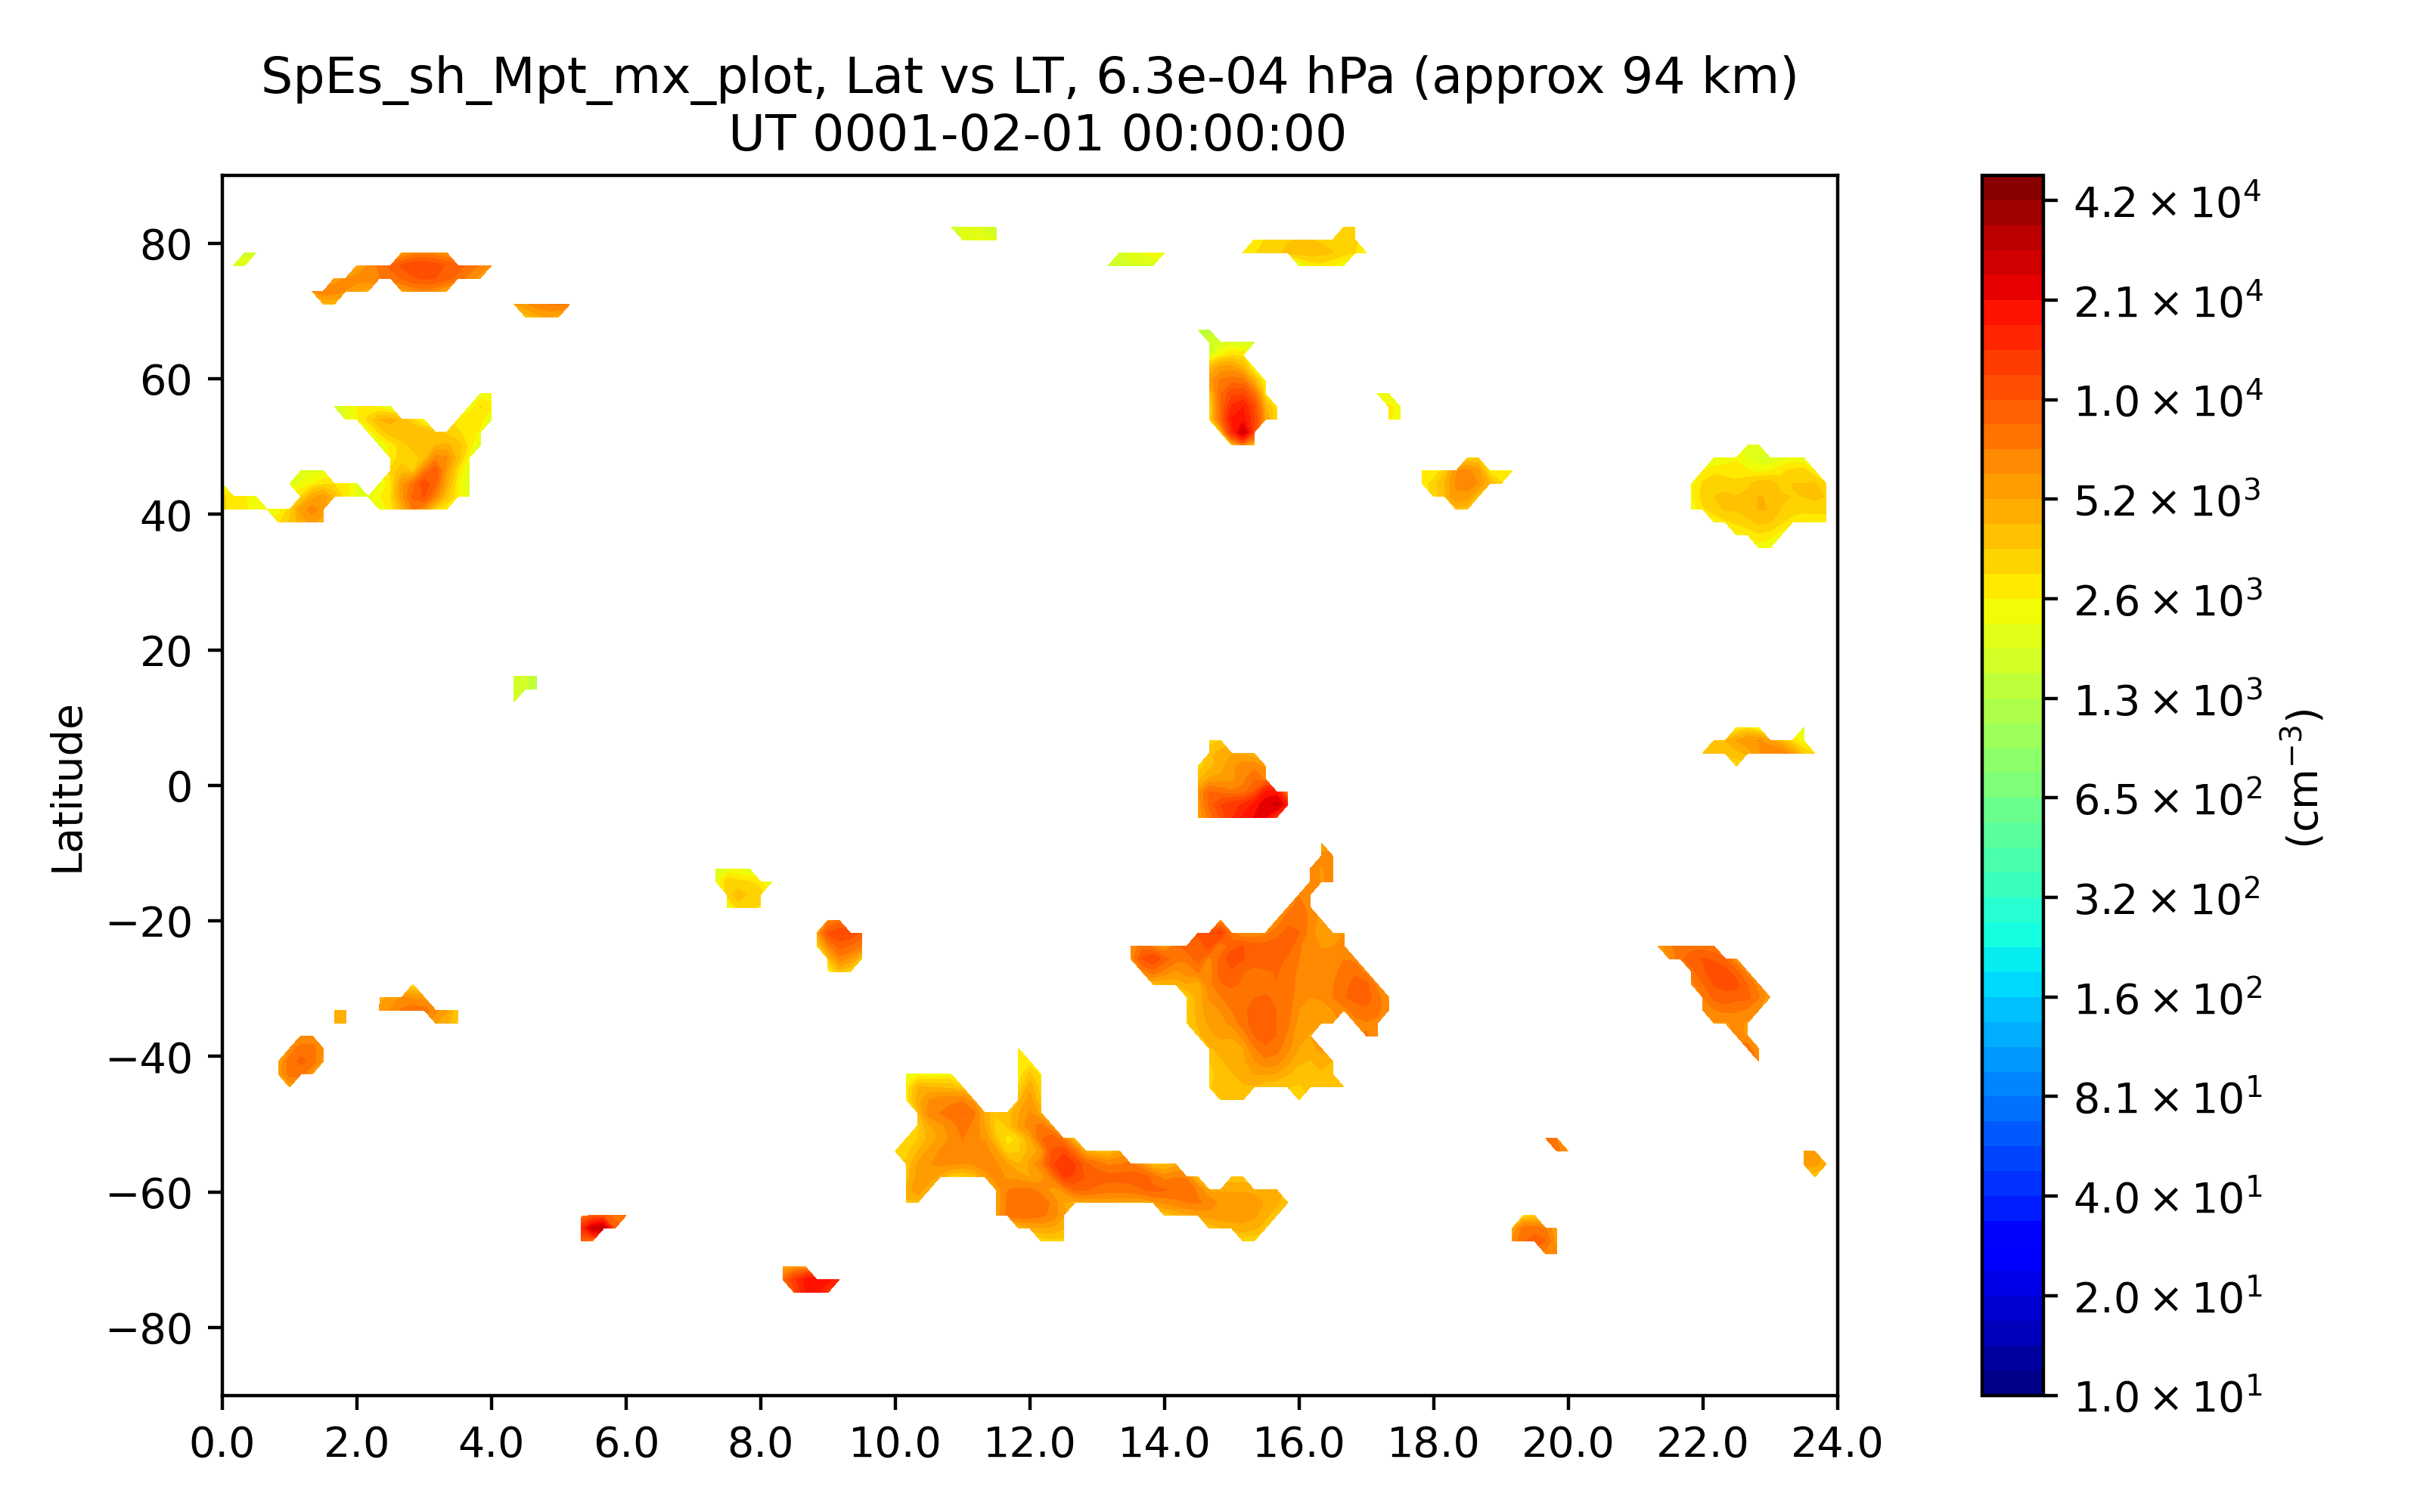 SpEs_sh_Mpt_mx_plot, Lat vs LT, 6.3e-04 hPa (approx 94 km)
UT 0001-02-01 00:00:00
Latitude
80
60
40
20
0
−20
−40
−60
−80
0.0 2.0 4.0 6.0 8.0 10.0 12.0 14.0 16.0 18.0 20.0 22.0 24.0
4.2 × 10⁴
2.1 × 10⁴
1.0 × 10⁴
5.2 × 10³
2.6 × 10³
1.3 × 10³
6.5 × 10²
3.2 × 10²
1.6 × 10²
8.1 × 10¹
4.0 × 10¹
2.0 × 10¹
1.0 × 10¹
(cm⁻³)